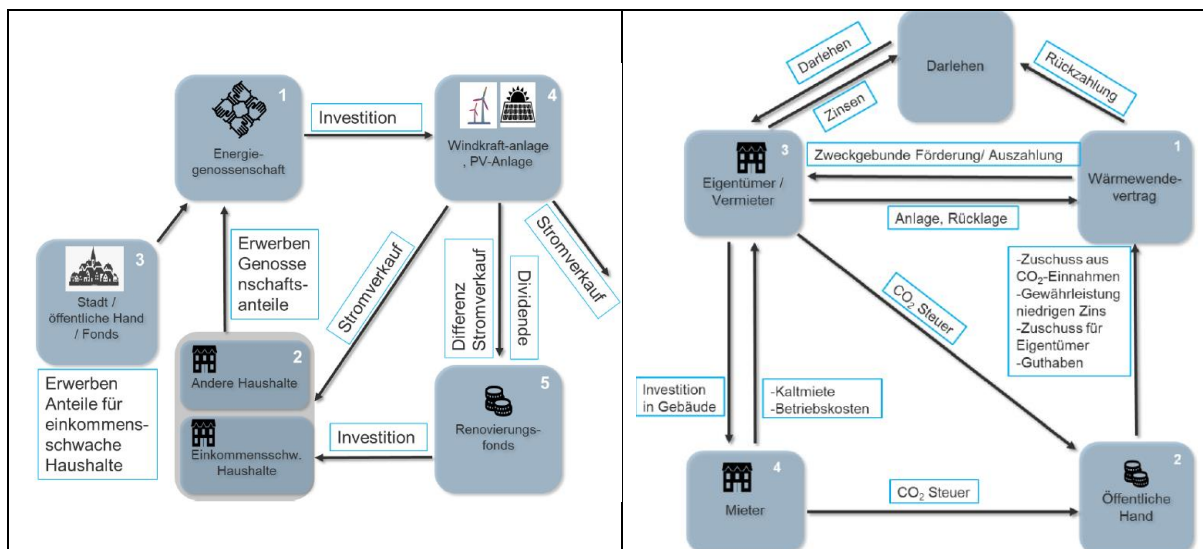 1
Energie-
genossenschaft
Investition
4
Windkraft-anlage
, PV-Anlage
3
Stadt /
öffentliche Hand
/ Fonds
Erwerben
Genosse
nschafts-
anteile
Stromverkauf
Differenz
Stromverkauf
Dividende
Stromverkauf
2
Andere Haushalte
Einkommensschw.
Haushalte
Investition
5
Renovierungs-
fonds
Erwerben
Anteile für
einkommens-
schwache
Haushalte
Darlehen
Zinsen
Darlehen
Rückzahlung
3
Eigentümer /
Vermieter
Zweckgebunde Förderung/ Auszahlung
Anlage, Rücklage
1
Wärmewende-
vertrag
-Zuschuss aus
CO₂-Einnahmen
-Gewährleistung
niedrigen Zins
-Zuschuss für
Eigentümer
-Guthaben
CO₂ Steuer
Investition
in Gebäude
-Kaltmiete
-Betriebskosten
4
Mieter
CO₂ Steuer
2
Öffentliche
Hand